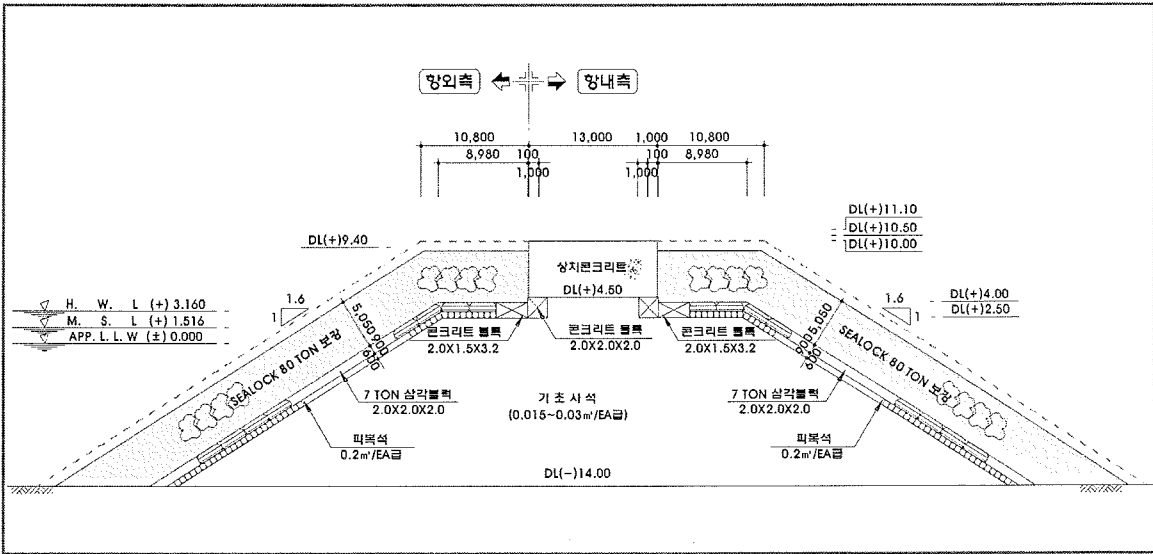 항외측 항내측
10,800 13,000 1,000 10,800
8,980 100 100 8,980
1,000 1,000
DL(+)11.10
DL(+)9.40 DL(+)10.50
DL(+)10.00
상치콘크리트
DL(+)4.50
H. W. L (+) 3.160
M. S. L (+) 1.516
APP. L. L. W (±) 0.000
1.6
1
1.6
1
DL(+)4.00
DL(+)2.50
5,050
900
600
5,050
900
600
콘크리트 블록
2.0X1.5X3.2
콘크리트 블록
2.0X2.0X2.0
콘크리트 블록
2.0X1.5X3.2
SEALOCK 80 TON 보강
SEALOCK 80 TON 보강
7 TON 삼각블럭
2.0X2.0X2.0
기초사석
(0.015~0.03㎥/EA급)
7 TON 삼각블럭
2.0X2.0X2.0
피복석
0.2㎥/EA급
피복석
0.2㎥/EA급
DL(-)14.00